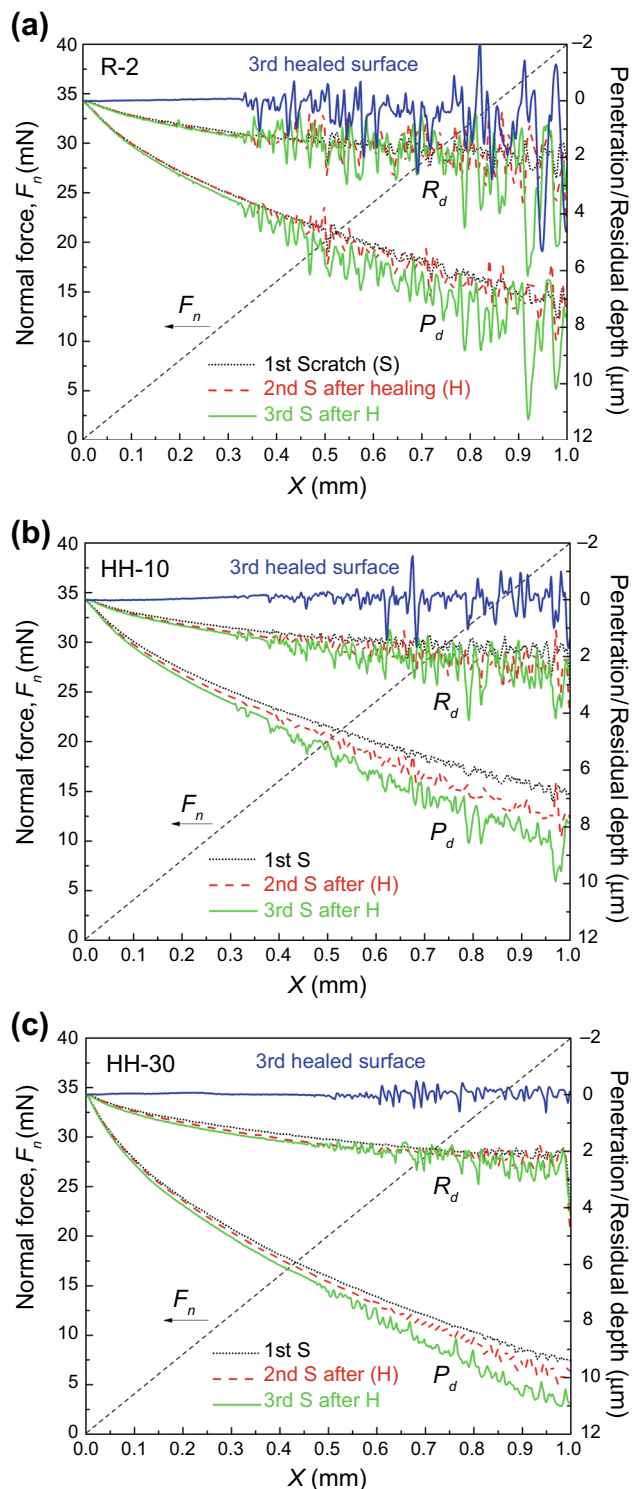 (a)
R-2
3rd healed surface
Normal force, Fn (mN)
40
35
30
25
20
15
10
5
0
−2
0
2
4
6
8
10
12
Penetration/Residual depth (μm)
Rd
Pd
Fn
1st Scratch (S)
2nd S after healing (H)
3rd S after H
0.0 0.1 0.2 0.3 0.4 0.5 0.6 0.7 0.8 0.9 1.0
X (mm)
(b)
HH-10
3rd healed surface
Normal force, Fn (mN)
40
35
30
25
20
15
10
5
0
−2
0
2
4
6
8
10
12
Penetration/Residual depth (μm)
Rd
Pd
Fn
1st S
2nd S after (H)
3rd S after H
0.0 0.1 0.2 0.3 0.4 0.5 0.6 0.7 0.8 0.9 1.0
X (mm)
(c)
HH-30
3rd healed surface
Normal force, Fn (mN)
40
35
30
25
20
15
10
5
0
−2
0
2
4
6
8
10
12
Penetration/Residual depth (μm)
Rd
Pd
Fn
1st S
2nd S after (H)
3rd S after H
0.0 0.1 0.2 0.3 0.4 0.5 0.6 0.7 0.8 0.9 1.0
X (mm)